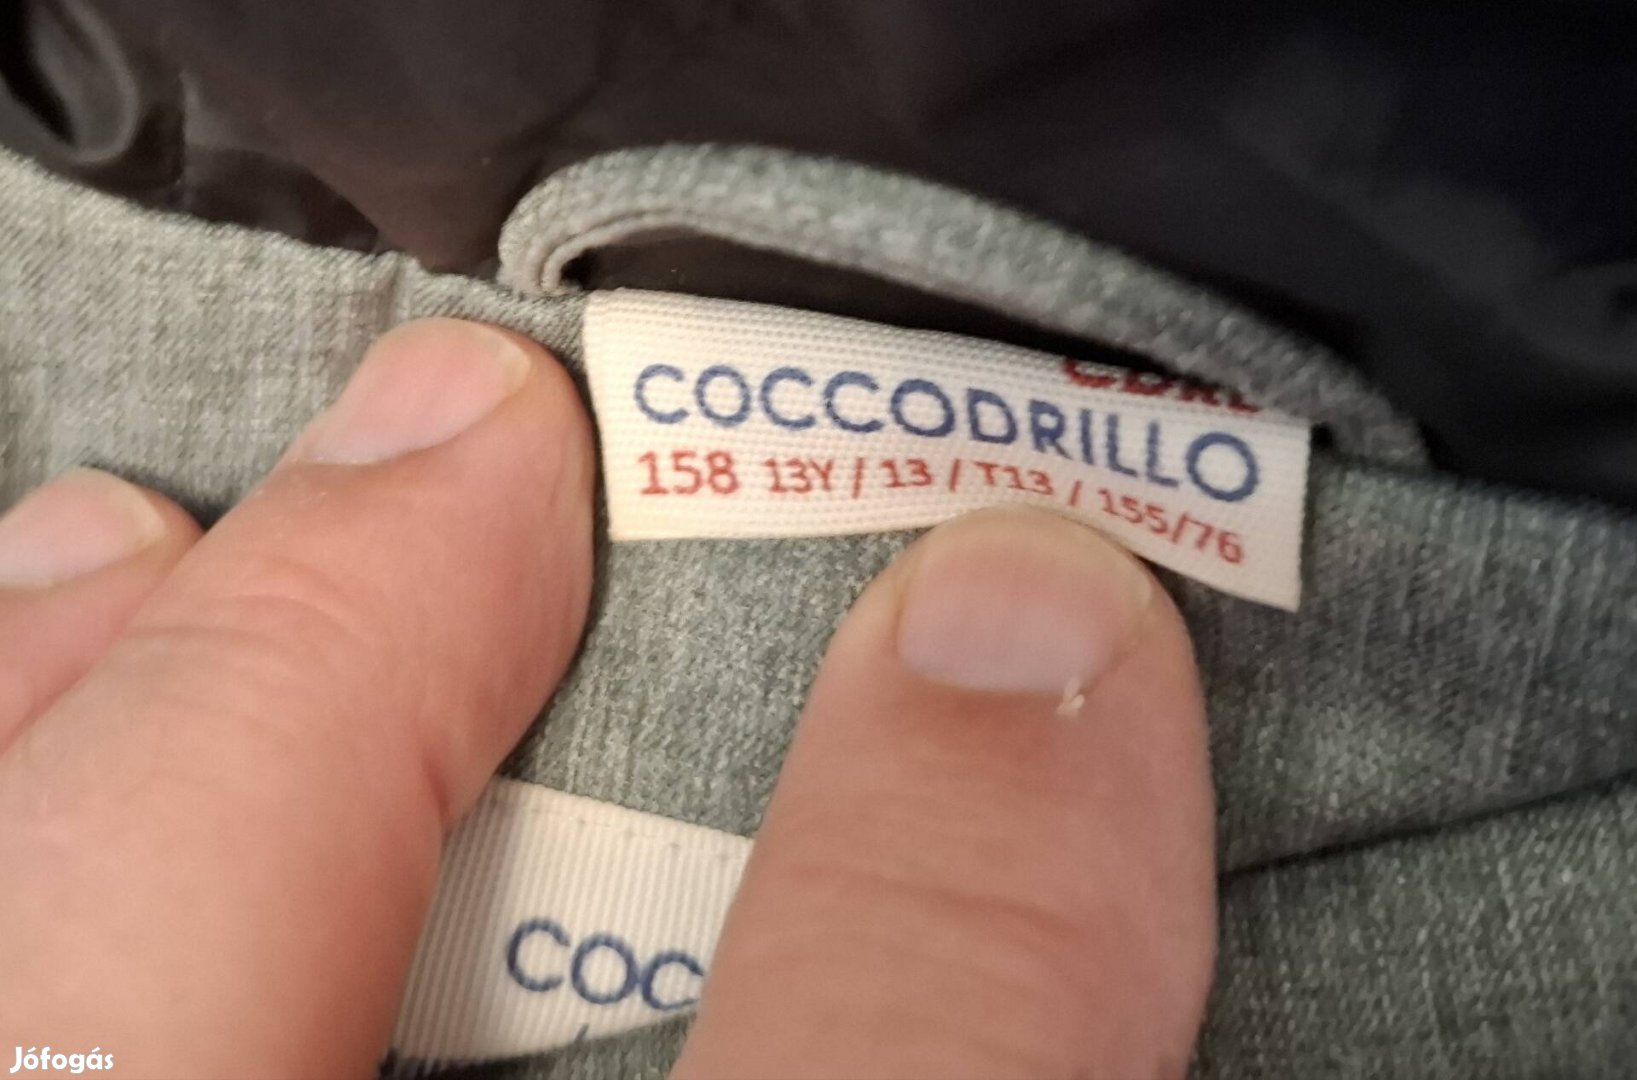 COCCODRILLO
158 13Y / 13 / T13 / 155/76
COC
Jófogás